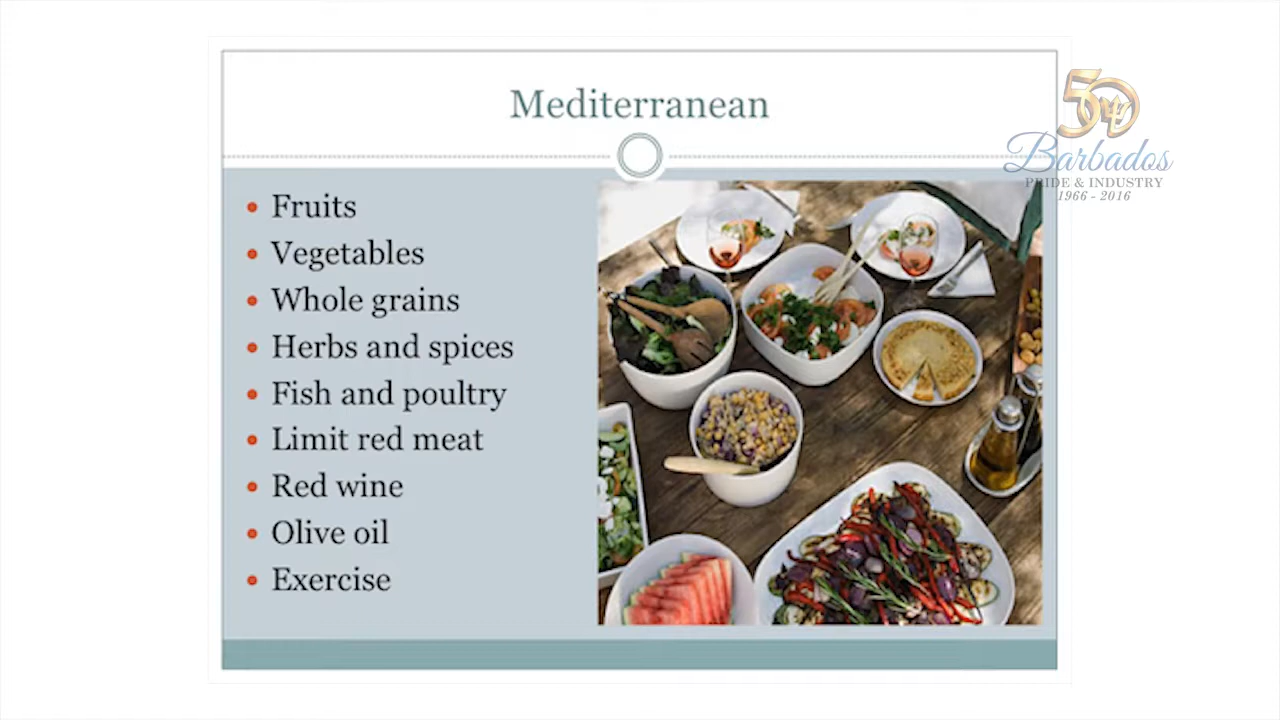 Mediterranean
50
Barbados
PRIDE & INDUSTRY
1966 - 2016
Fruits
Vegetables
Whole grains
Herbs and spices
Fish and poultry
Limit red meat
Red wine
Olive oil
Exercise